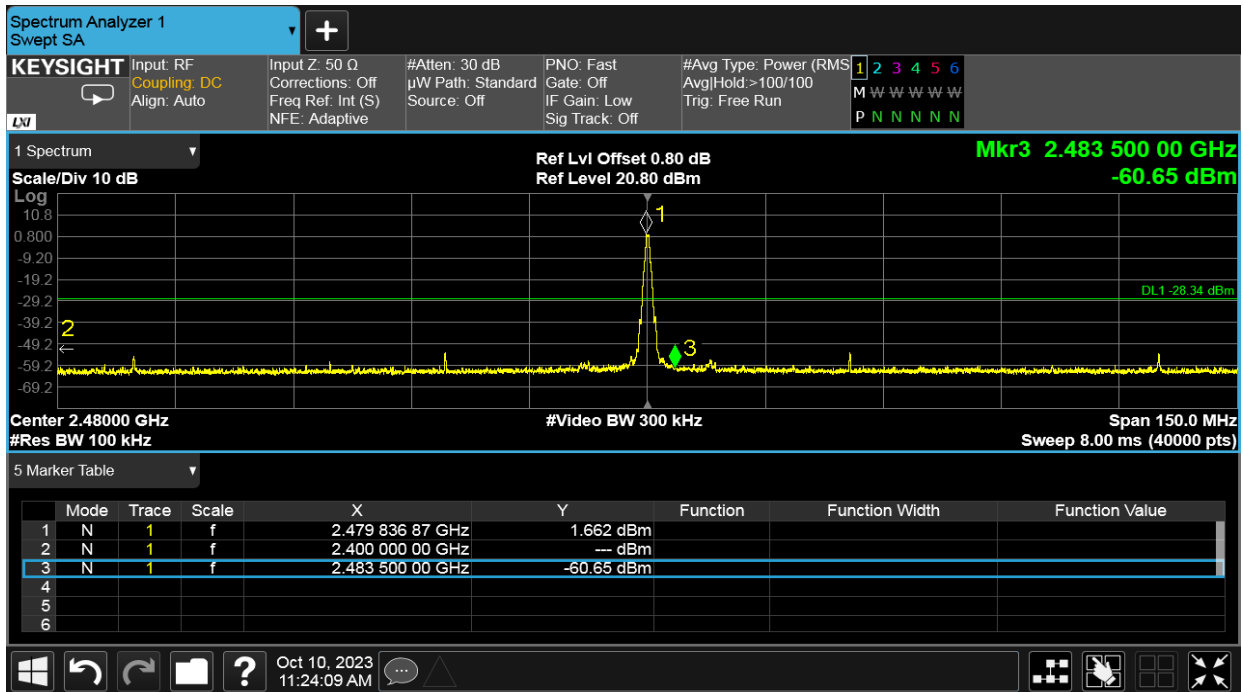 Spectrum Analyzer 1
Swept SA
+
KEYSIGHT
LXI
Input: RF
Coupling: DC
Align: Auto
Input Z: 50 Ω
Corrections: Off
Freq Ref: Int (S)
NFE: Adaptive
#Atten: 30 dB
µW Path: Standard
Source: Off
PNO: Fast
Gate: Off
IF Gain: Low
Sig Track: Off
#Avg Type: Power (RMS
Avg|Hold:>100/100
Trig: Free Run
1 2 3 4 5 6
M W W W W W
P N N N N N
1 Spectrum
Scale/Div 10 dB
Ref Lvl Offset 0.80 dB
Ref Level 20.80 dBm
Mkr3 2.483 500 00 GHz
-60.65 dBm
Log
10.8
0.800
-9.20
-19.2
-29.2
-39.2
-49.2
-59.2
-69.2
1
2
3
DL1 -28.34 dBm
Center 2.48000 GHz
#Video BW 300 kHz
Span 150.0 MHz
#Res BW 100 kHz
Sweep 8.00 ms (40000 pts)
5 Marker Table
Mode Trace Scale X Y Function Function Width Function Value
1 N 1 f 2.479 836 87 GHz 1.662 dBm
2 N 1 f 2.400 000 00 GHz --- dBm
3 N 1 f 2.483 500 00 GHz -60.65 dBm
4
5
6
?
Oct 10, 2023
11:24:09 AM